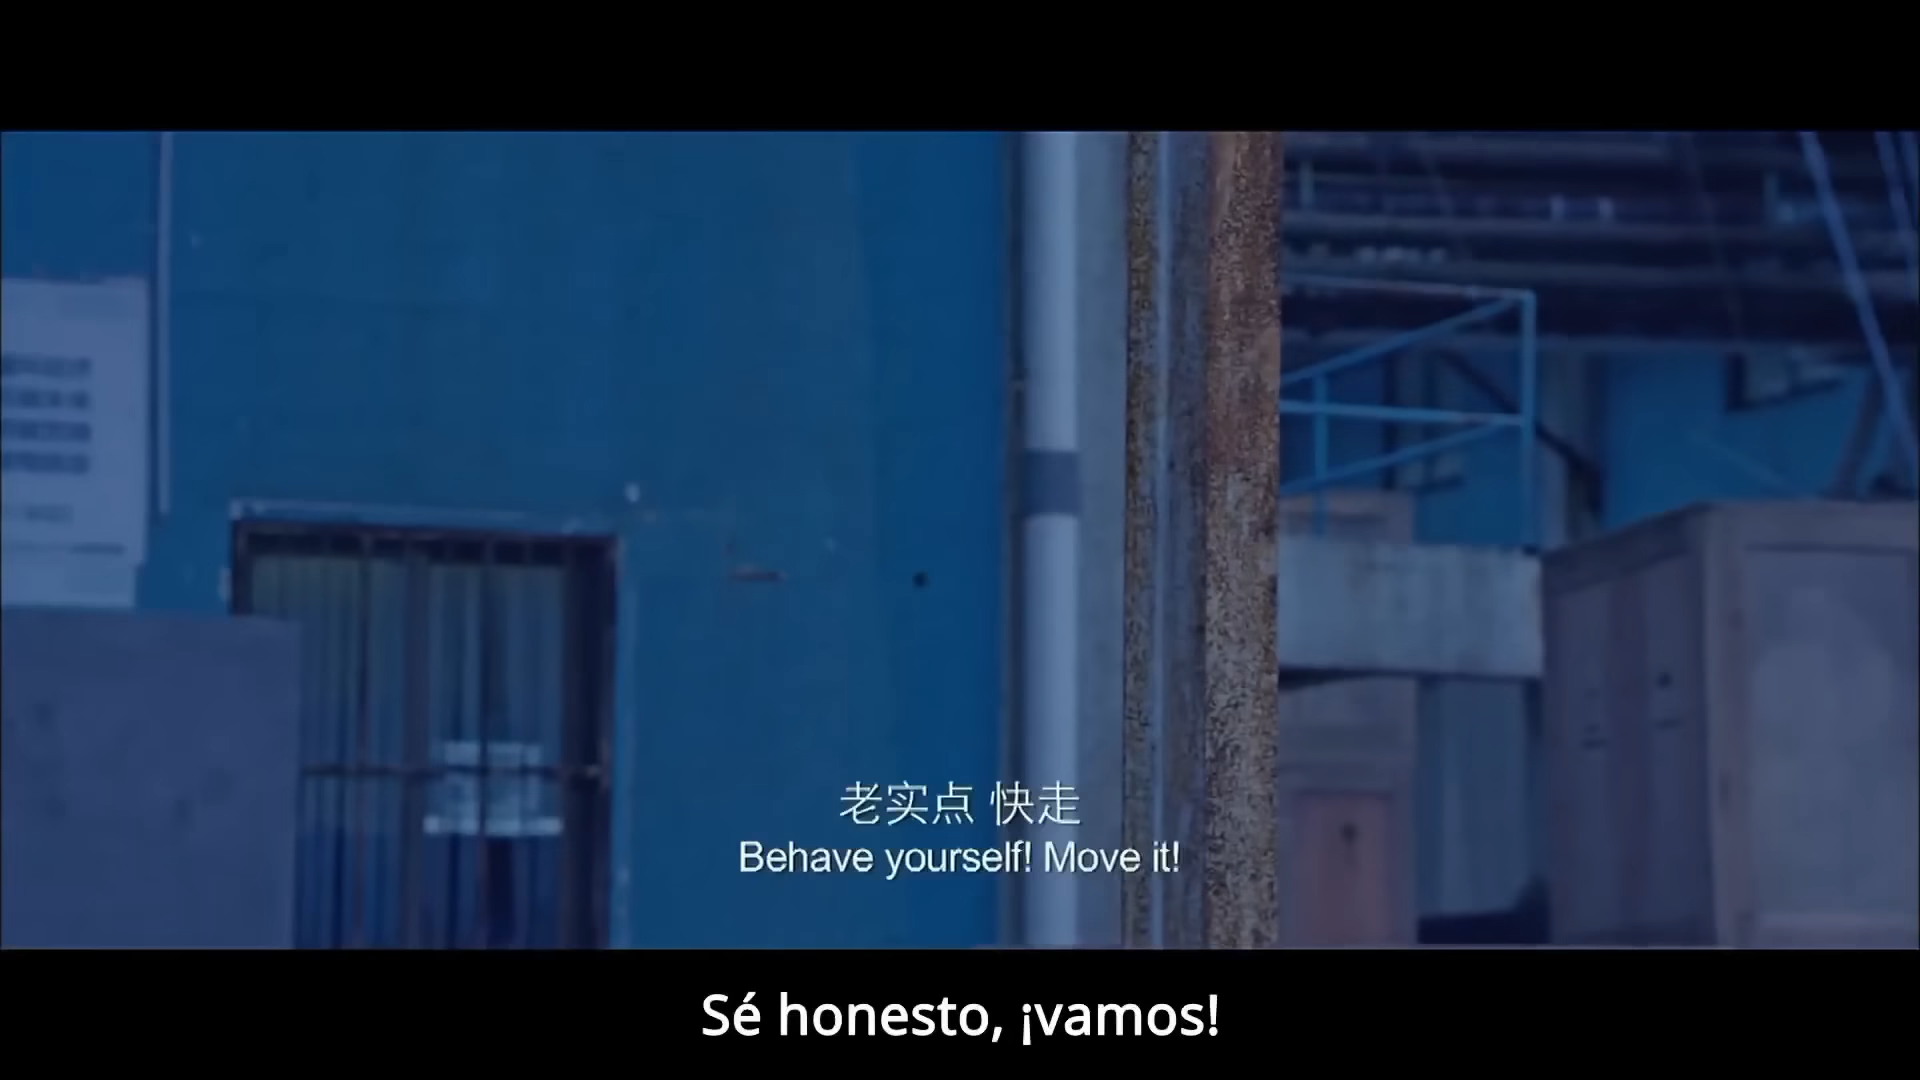 老实点 快走
Behave yourself! Move it!
Sé honesto, ¡vamos!